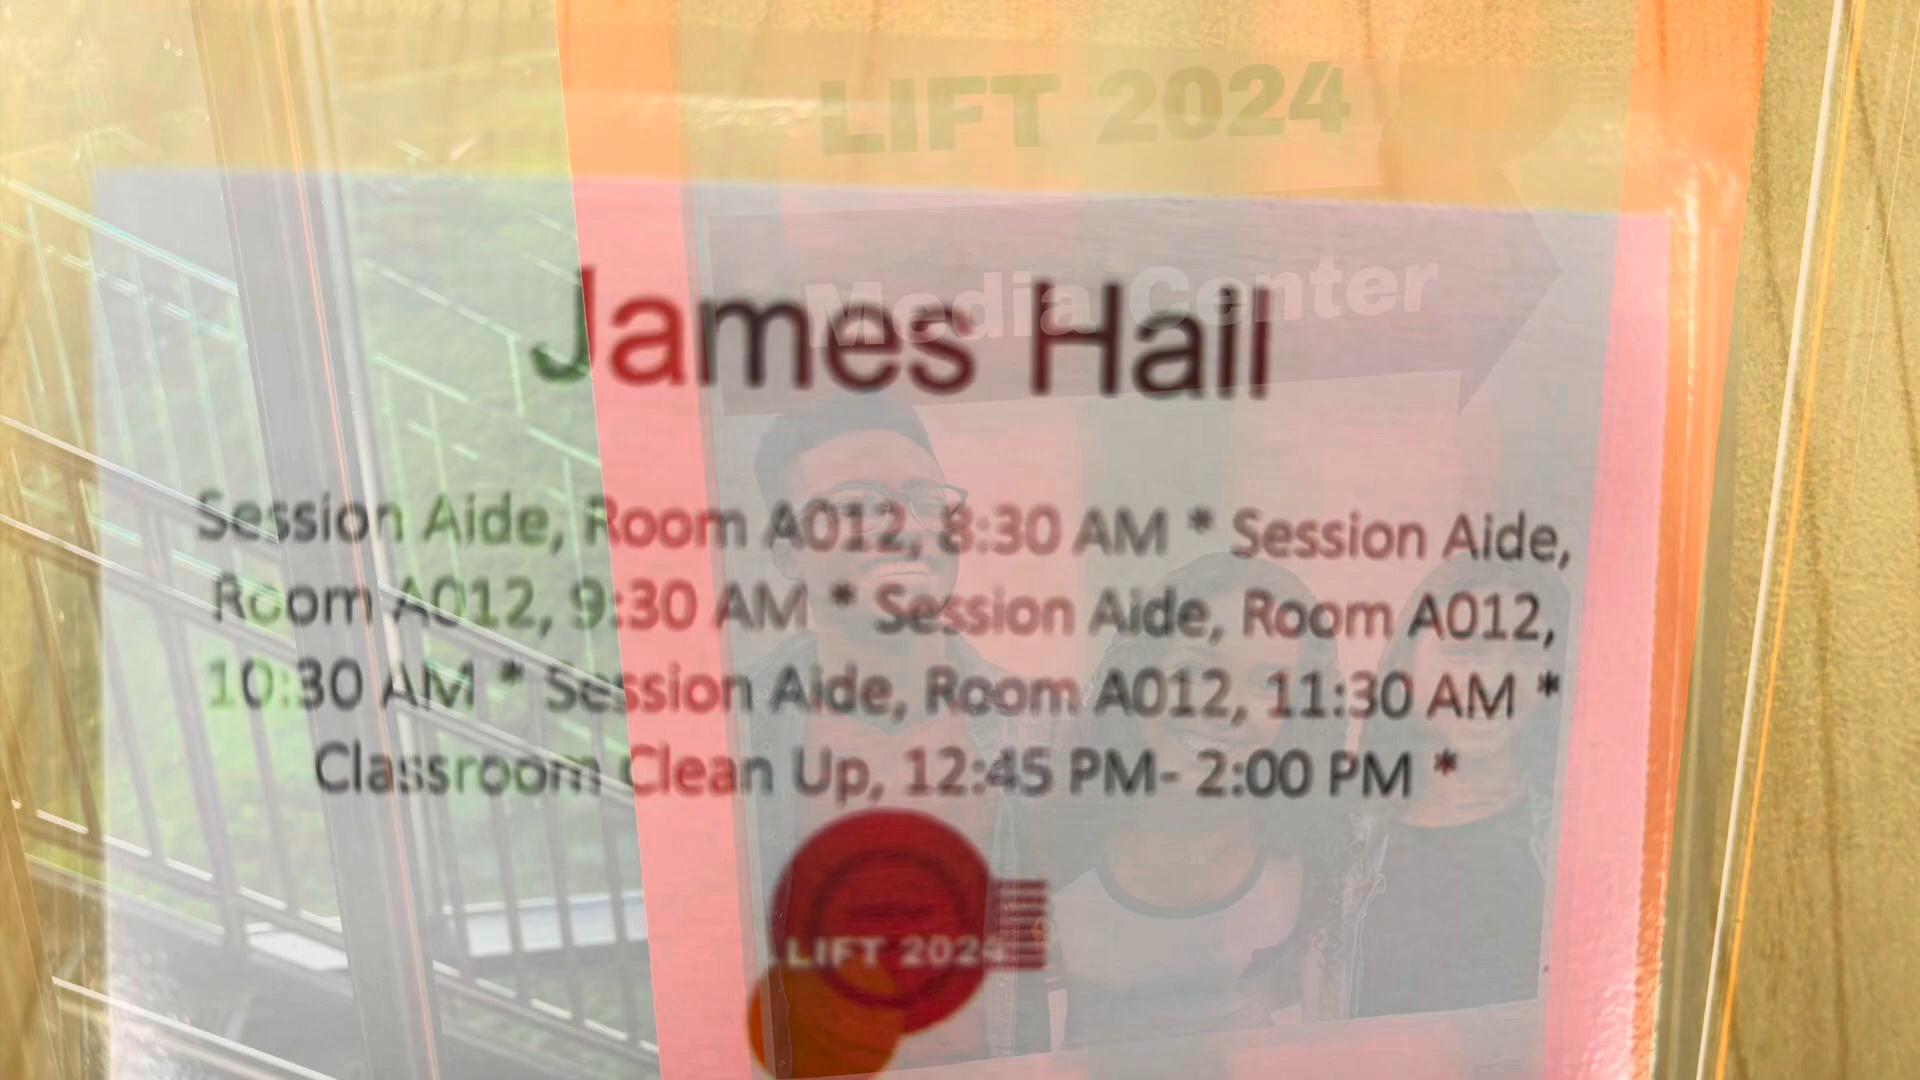 LIFT 2024
Media Center
James Hall
Session Aide, Room A012, 8:30 AM * Session Aide,
Room A012, 9:30 AM * Session Aide, Room A012,
10:30 AM * Session Aide, Room A012, 11:30 AM *
Classroom Clean Up, 12:45 PM- 2:00 PM *
LIFT 2024